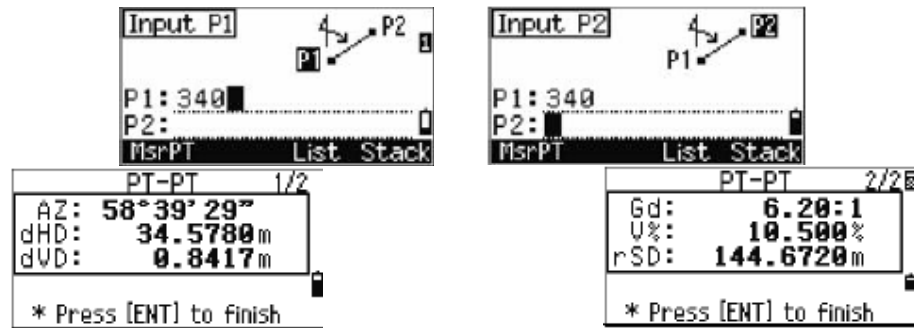 Input P1
P2
P1
1
P1:340
P2:
MsrPT List Stack
Input P2
P2
P1
P1:340
P2:
MsrPT List Stack
PT-PT 1/2
AZ: 58°39'29"
dHD: 34.5780m
dVD: 0.8417m
* Press [ENT] to finish
PT-PT 2/2
Gd: 6.20:1
V%: 10.500%
rSD: 144.6720m
* Press [ENT] to finish